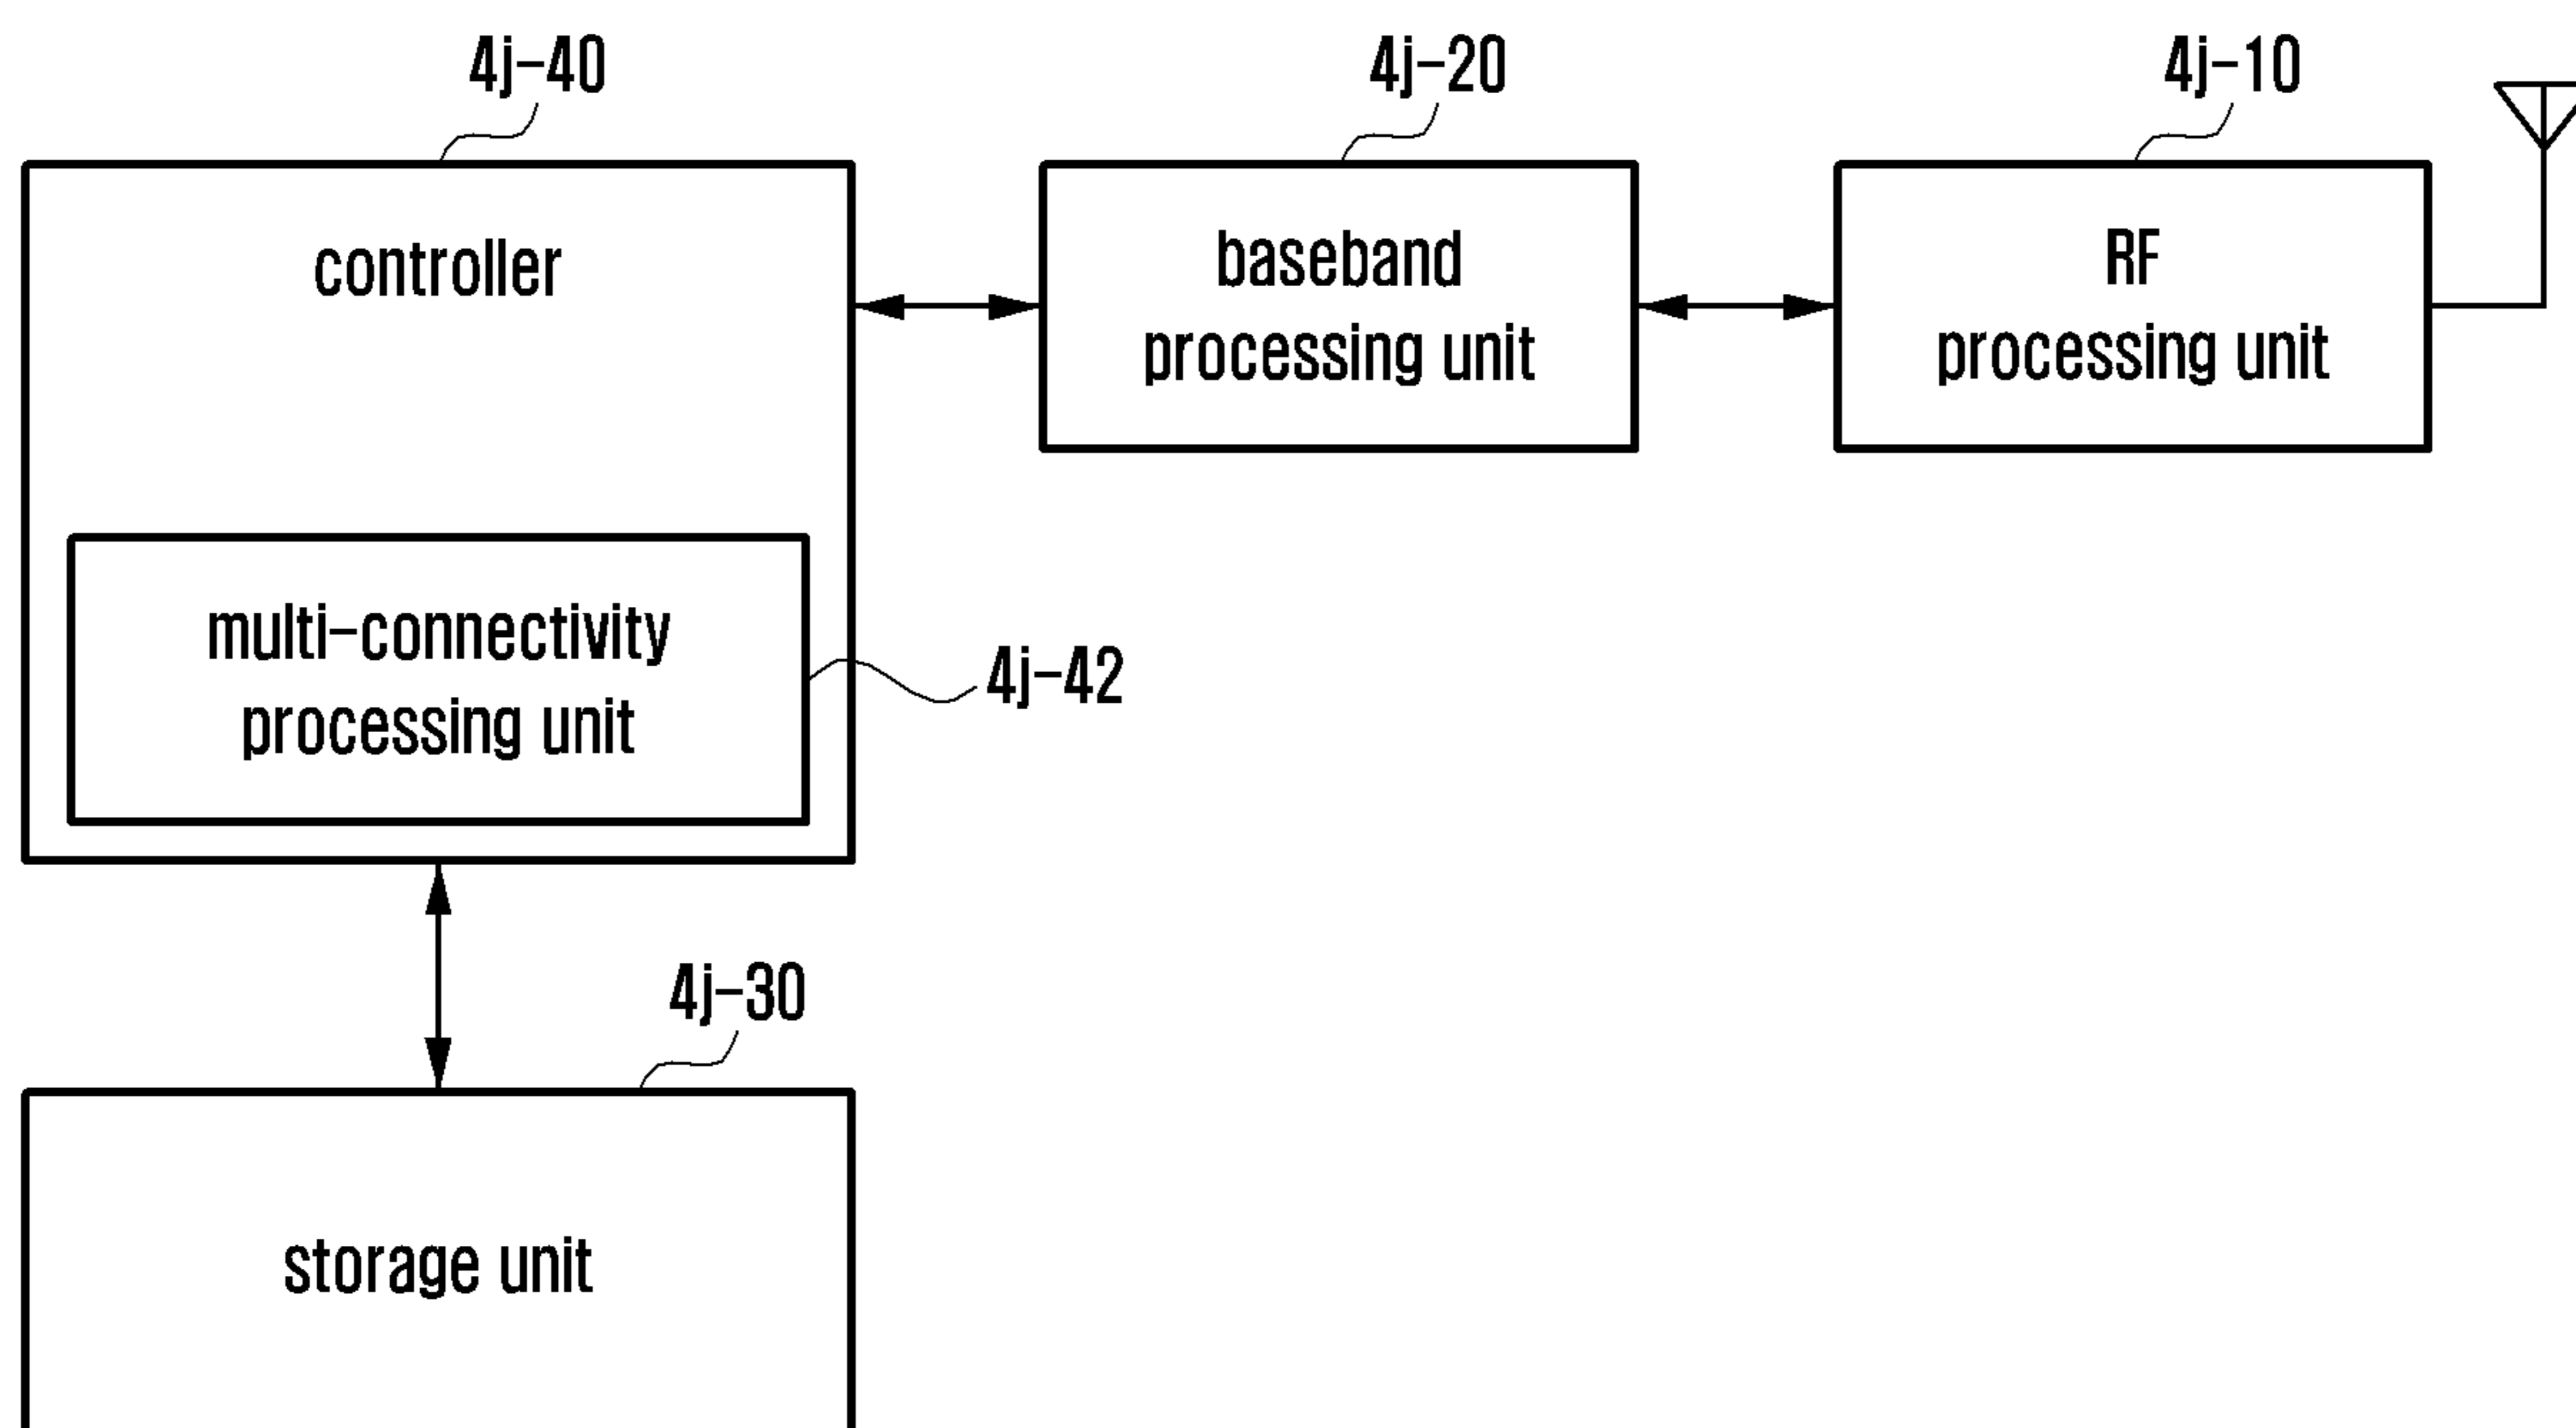 4j-40
4j-20
4j-10
controller
baseband
processing unit
RF
processing unit
multi-connectivity
processing unit
4j-42
4j-30
storage unit